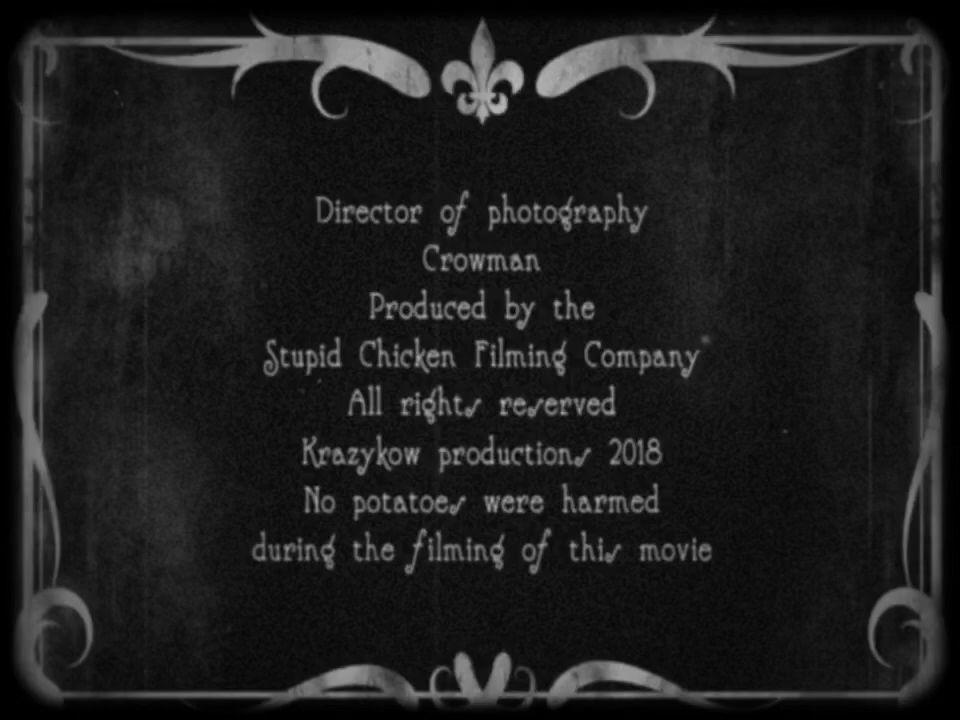 Director of photography
Crowman
Produced by the
Stupid Chicken Filming Company
All rights reserved
Krazykow productions 2018
No potatoes were harmed
during the filming of this movie